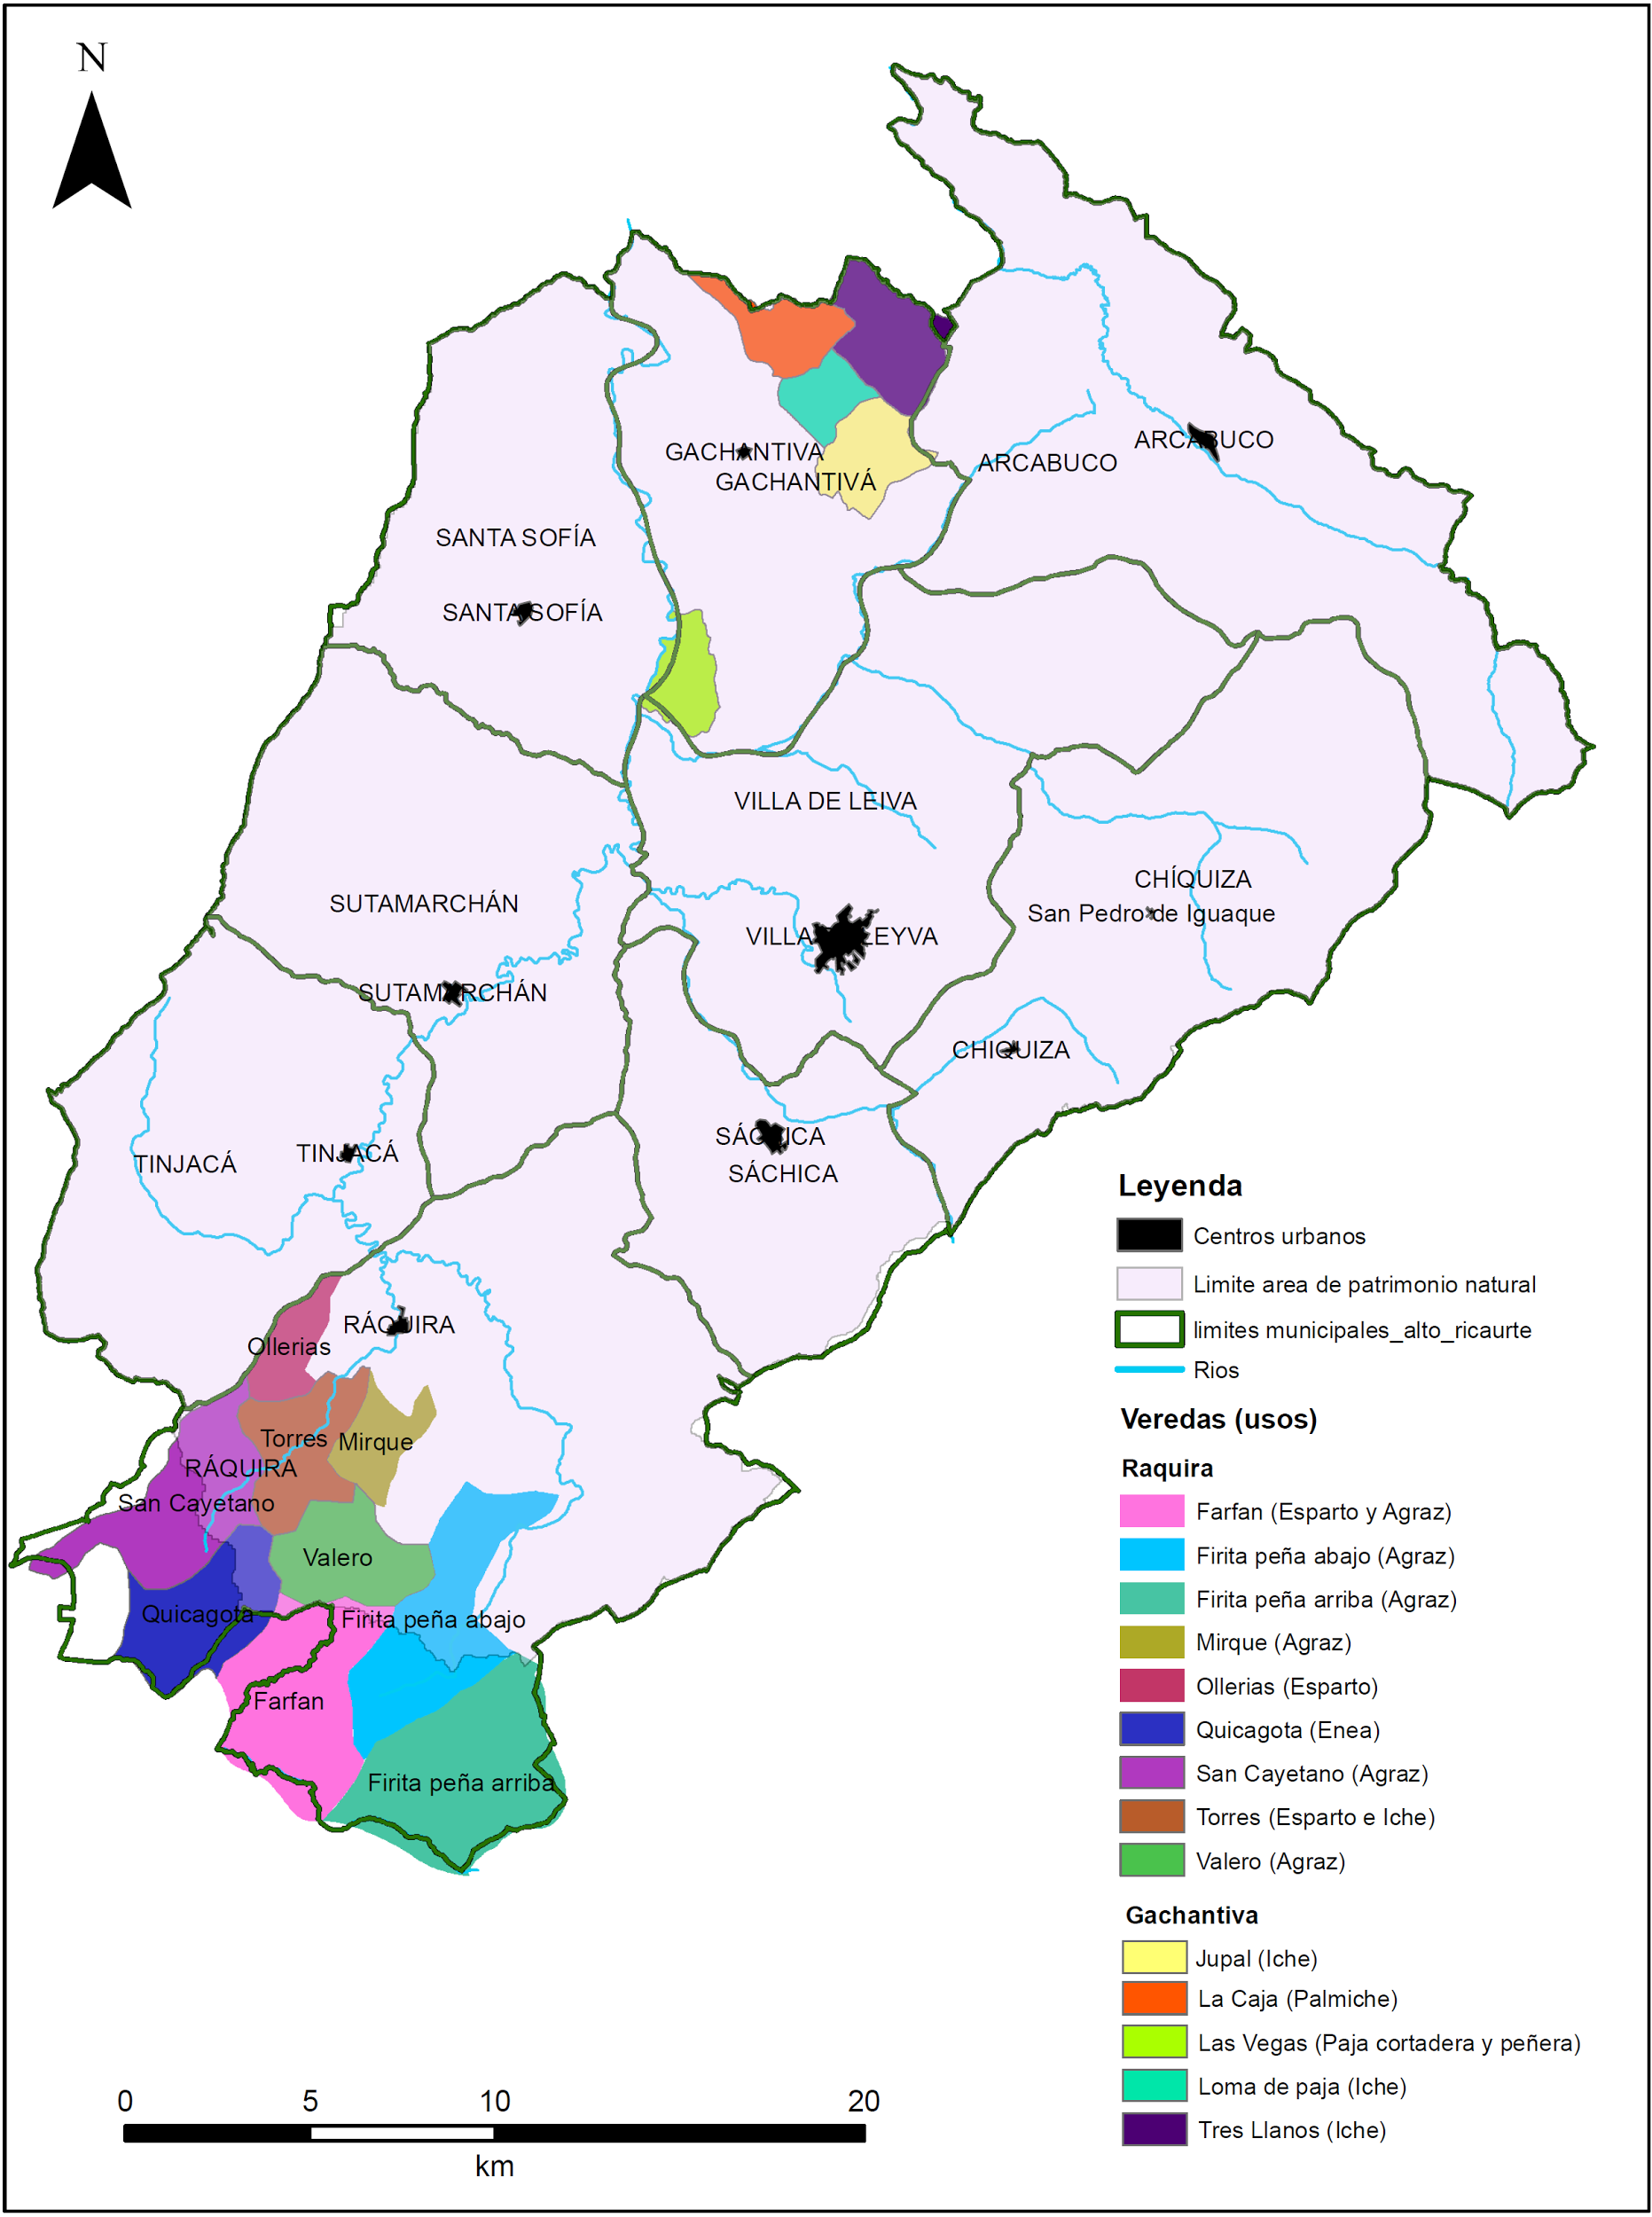 N
ARCABUCO
GACHANTIVA
ARCABUCO
GACHANTIVÁ
SANTA SOFÍA
SANTA SOFÍA
VILLA DE LEIVA
CHÍQUIZA
SUTAMARCHÁN
San Pedro de Iguaque
VILLA DE LEYVA
SUTAMARCHÁN
CHIQUIZA
SÁCHICA
TINJACÁ
TINJACÁ
SÁCHICA
RÁQUIRA
Ollerias
Torres
Mirque
RÁQUIRA
San Cayetano
Valero
Quicagota
Firita peña abajo
Farfan
Firita peña arriba
Leyenda
Centros urbanos
Limite area de patrimonio natural
limites municipales_alto_ricaurte
Rios
Veredas (usos)
Raquira
Farfan (Esparto y Agraz)
Firita peña abajo (Agraz)
Firita peña arriba (Agraz)
Mirque (Agraz)
Ollerias (Esparto)
Quicagota (Enea)
San Cayetano (Agraz)
Torres (Esparto e Iche)
Valero (Agraz)
Gachantiva
Jupal (Iche)
La Caja (Palmiche)
Las Vegas (Paja cortadera y peñera)
Loma de paja (Iche)
Tres Llanos (Iche)
0 5 10 20
km